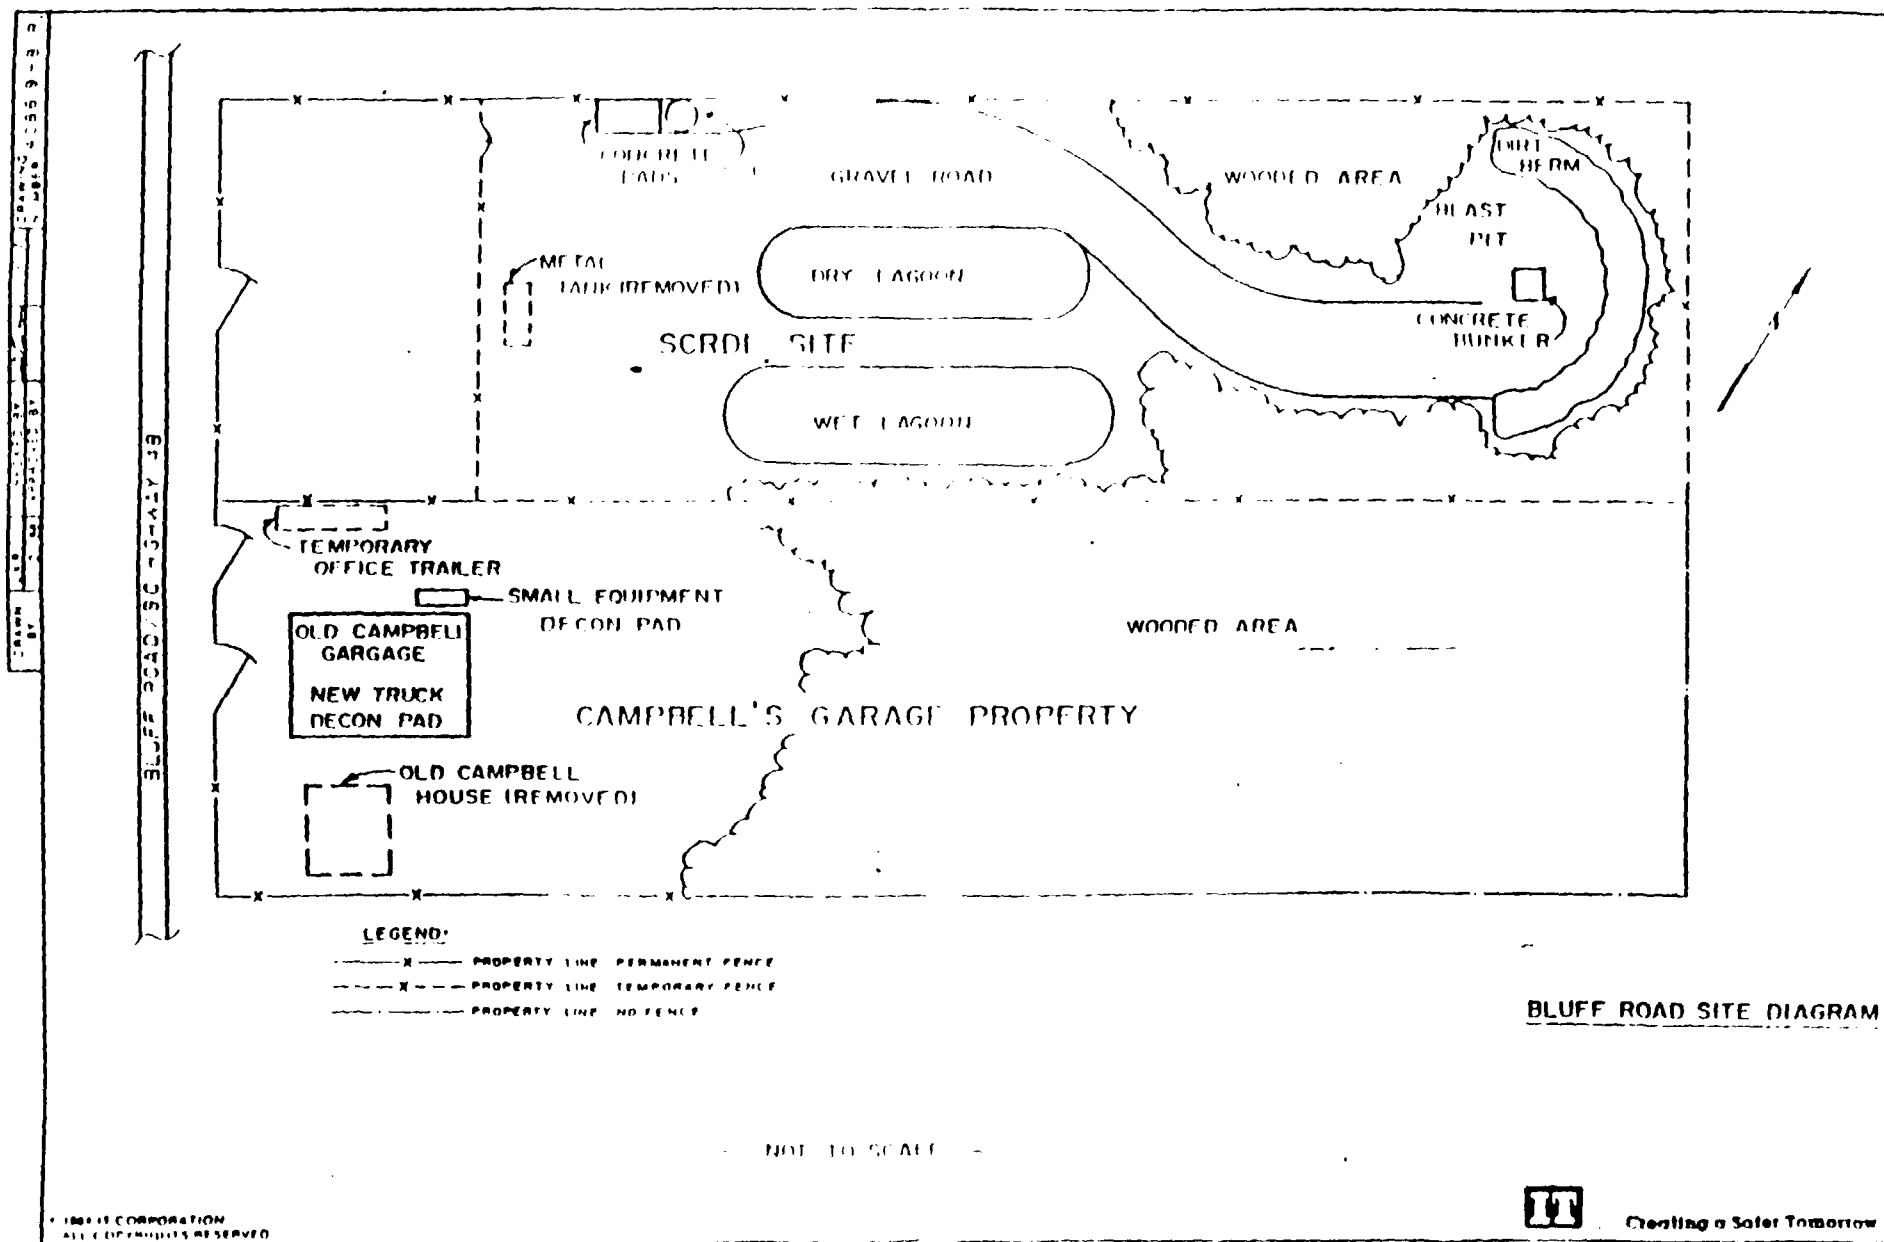 CONCRETE
PADS
GRAVEL ROAD
WOODED AREA
DIRT
BERM
BLAST
PIT
METAL
TANK (REMOVED)
DRY LAGOON
CONCRETE
BUNKER
SCRDI SITE
WET LAGOON
BLUFF ROAD/SC
TEMPORARY
OFFICE TRAILER
SMALL EQUIPMENT
DECON PAD
OLD CAMPBELL
GARGAGE
NEW TRUCK
DECON PAD
WOODED AREA
CAMPBELL'S GARAGE PROPERTY
OLD CAMPBELL
HOUSE (REMOVED)
LEGEND:
X PROPERTY LINE PERMANENT FENCE
X PROPERTY LINE TEMPORARY FENCE
PROPERTY LINE NO FENCE
BLUFF ROAD SITE DIAGRAM
NOT TO SCALE
IT CORPORATION
ALL COPYRIGHTS RESERVED
IT Creating a Safer Tomorrow
DRAWING
NUMBER
DRAWN
BY